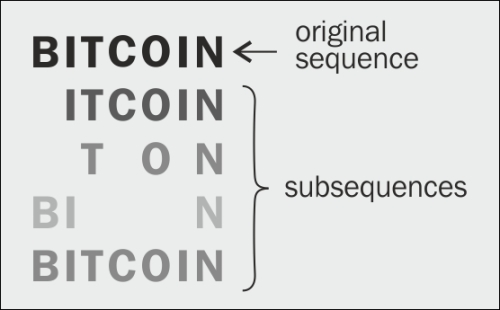 BITCOIN
original
sequence
ITCOIN
T O N
BI N
BITCOIN
subsequences